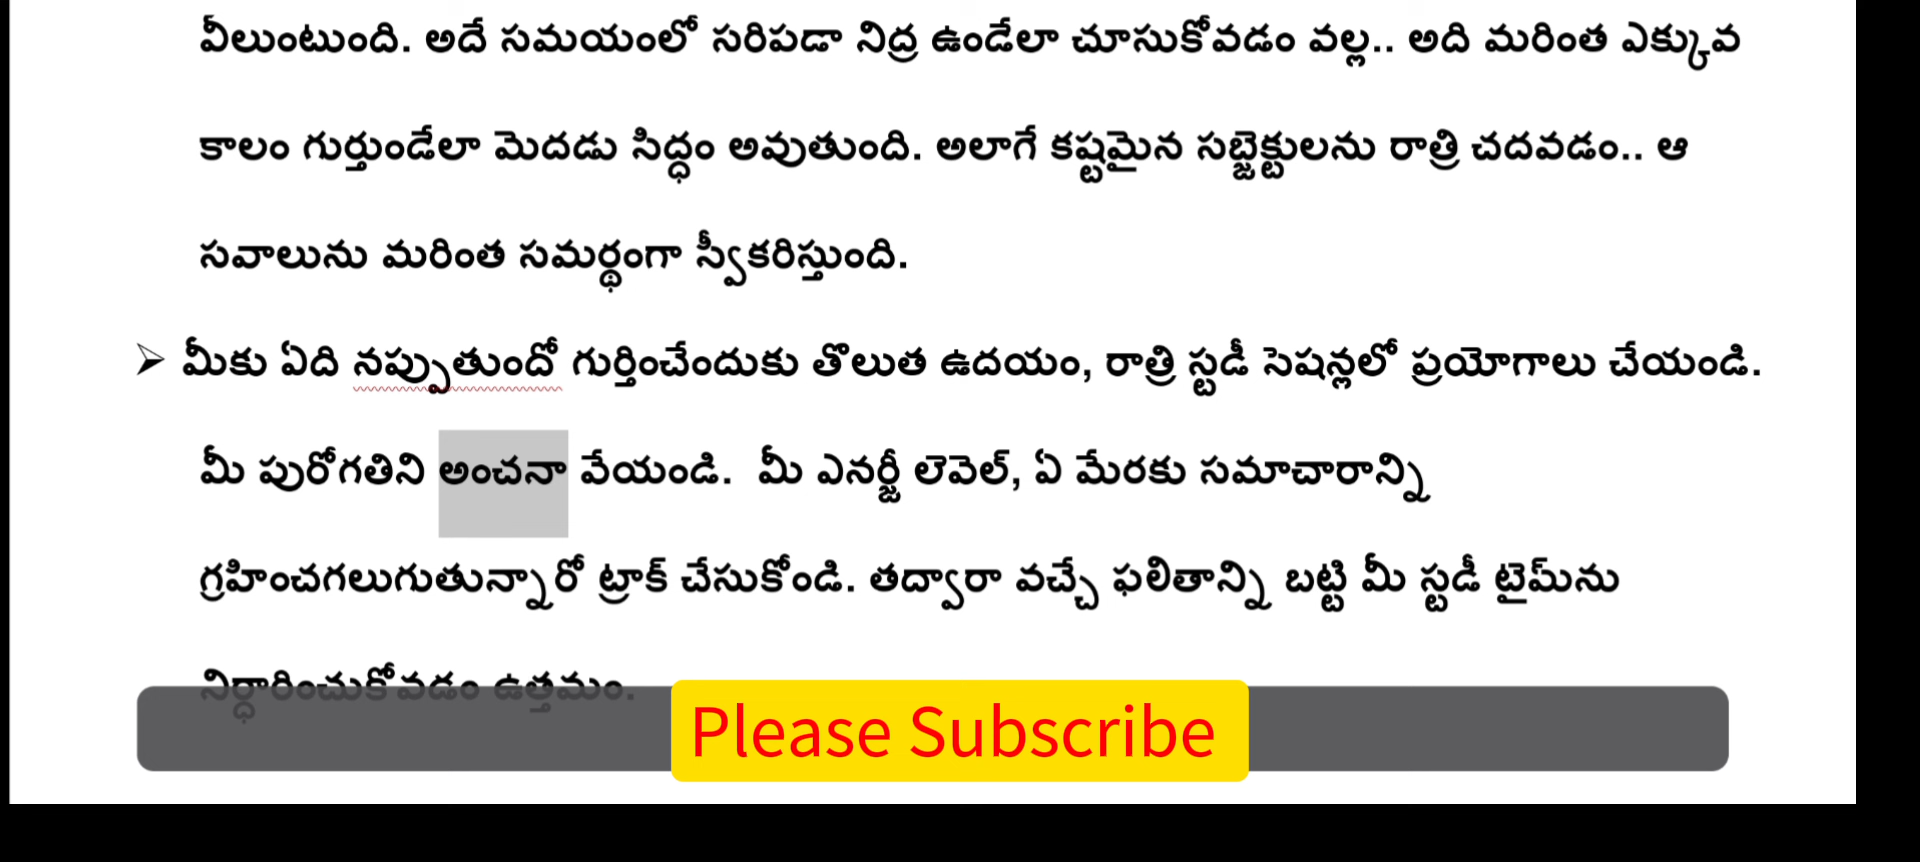 వీలుంటుంది. అదే సమయంలో సరిపడా నిద్ర ఉండేలా చూసుకోవడం వల్ల.. అది మరింత ఎక్కువ
కాలం గుర్తుండేలా మెదడు సిద్ధం అవుతుంది. అలాగే కష్టమైన సబ్జెక్టులను రాత్రి చదవడం.. ఆ
సవాలును మరింత సమర్థంగా స్వీకరిస్తుంది.
➢ మీకు ఏది నప్పుతుందో గుర్తించేందుకు తొలుత ఉదయం, రాత్రి స్టడీ సెషన్లలో ప్రయోగాలు చేయండి.
మీ పురోగతిని అంచనా వేయండి. మీ ఎనర్జీ లెవెల్, ఏ మేరకు సమాచారాన్ని
గ్రహించగలుగుతున్నారో ట్రాక్ చేసుకోండి. తద్వారా వచ్చే ఫలితాన్ని బట్టి మీ స్టడీ టైమ్‌ను
నిర్ధారించుకోవడం ఉత్తమం.
Please Subscribe